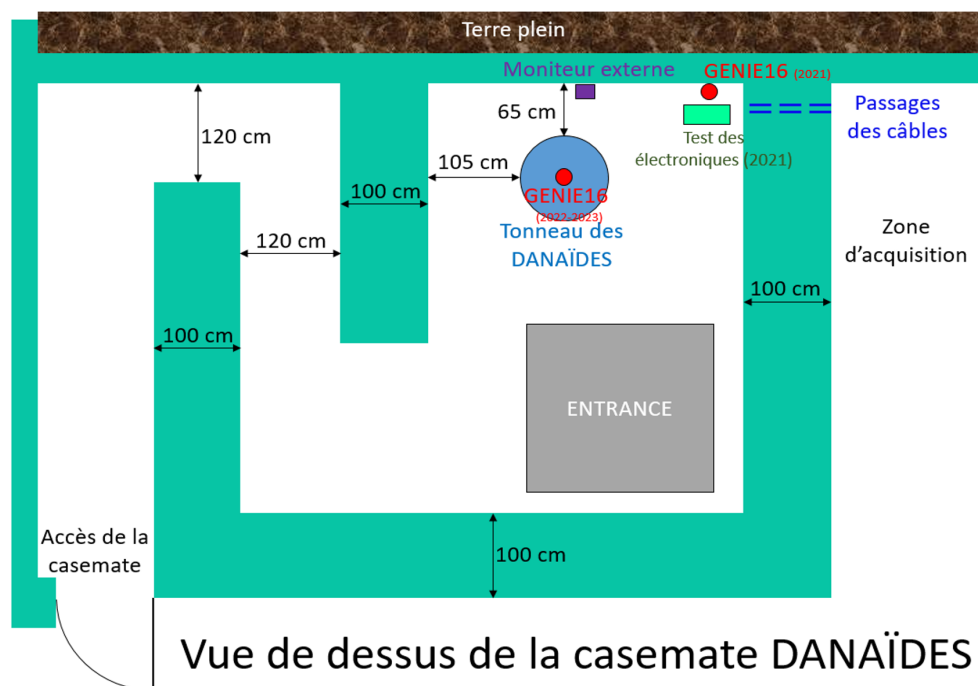 Terre plein
Moniteur externe
GENIE16 (2021)
120 cm
65 cm
Passages
des câbles
Test des
électroniques (2021)
105 cm
100 cm
GENIE16
(2022-2023)
Tonneau des
DANAÏDES
120 cm
Zone
d’acquisition
100 cm
100 cm
ENTRANCE
Accès de la
casemate
100 cm
Vue de dessus de la casemate DANAÏDES